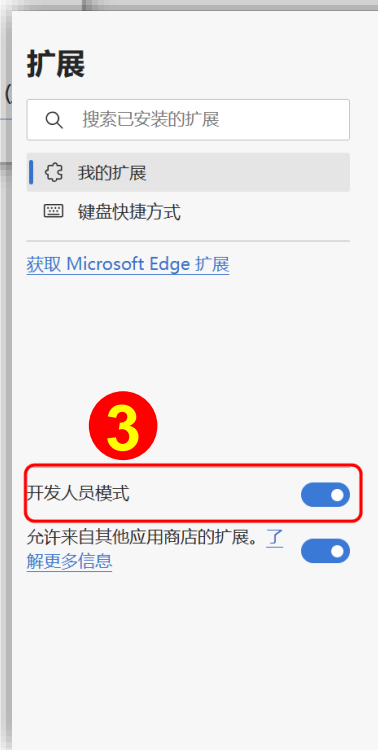 扩展
(
搜索已安装的扩展
我的扩展
键盘快捷方式
获取 Microsoft Edge 扩展
3
开发人员模式
允许来自其他应用商店的扩展。了
解更多信息